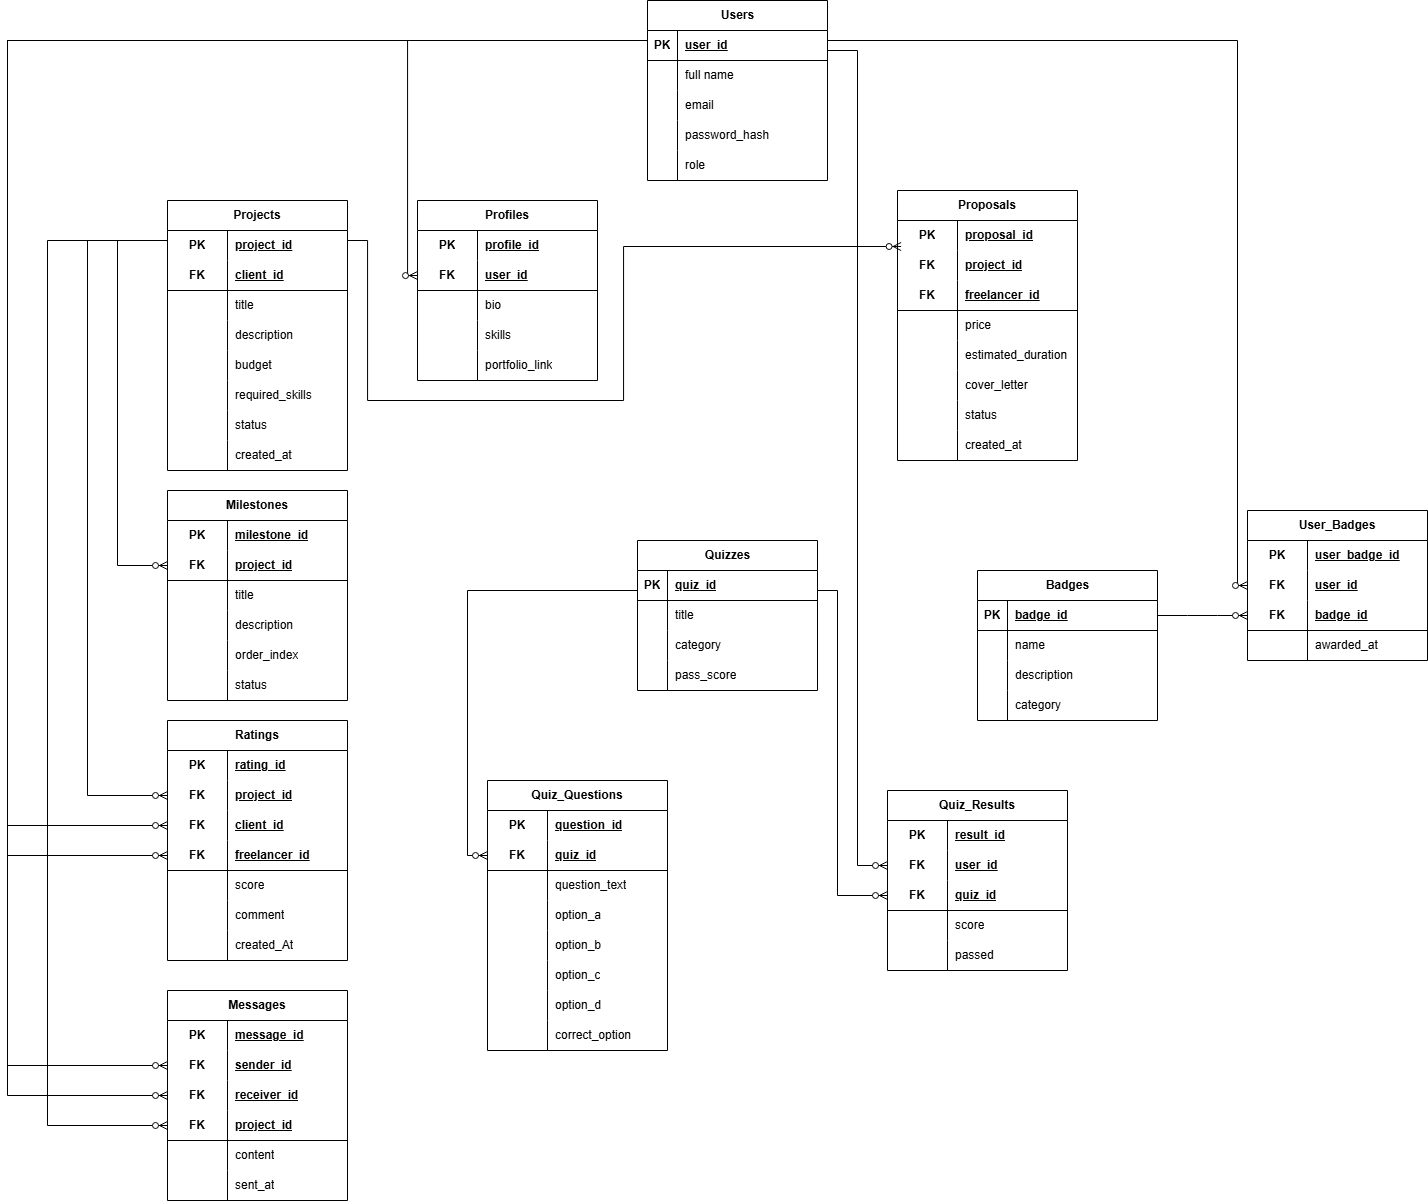 Users
PK user_id
full name
email
password_hash
role
Projects
PK project_id
FK client_id
title
description
budget
required_skills
status
created_at
Profiles
PK profile_id
FK user_id
bio
skills
portfolio_link
Proposals
PK proposal_id
FK project_id
FK freelancer_id
price
estimated_duration
cover_letter
status
created_at
Milestones
PK milestone_id
FK project_id
title
description
order_index
status
Quizzes
PK quiz_id
title
category
pass_score
Badges
PK badge_id
name
description
category
User_Badges
PK user_badge_id
FK user_id
FK badge_id
awarded_at
Ratings
PK rating_id
FK project_id
FK client_id
FK freelancer_id
score
comment
created_At
Quiz_Questions
PK question_id
FK quiz_id
question_text
option_a
option_b
option_c
option_d
correct_option
Quiz_Results
PK result_id
FK user_id
FK quiz_id
score
passed
Messages
PK message_id
FK sender_id
FK receiver_id
FK project_id
content
sent_at